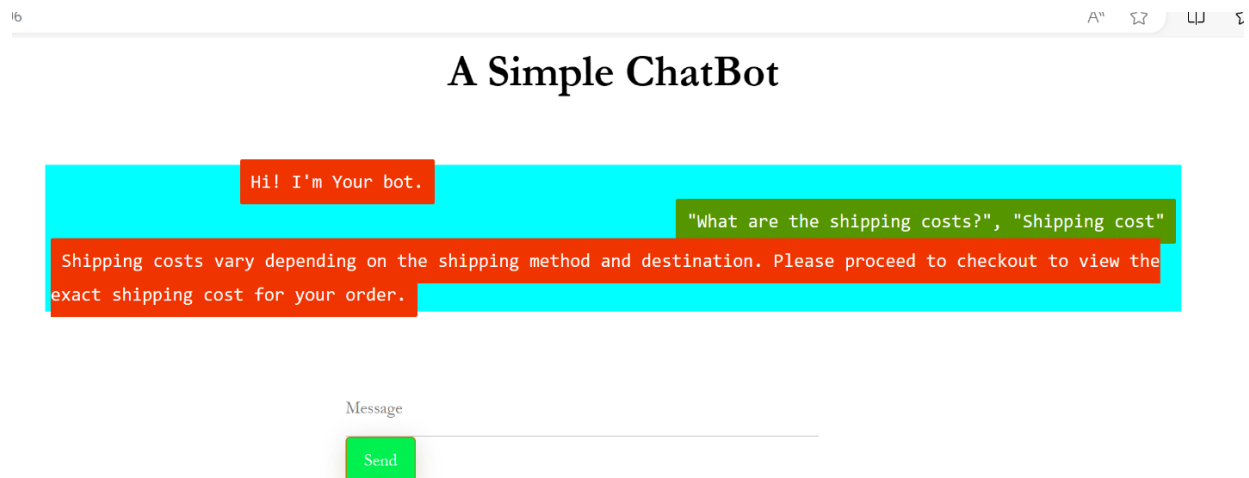 A Simple ChatBot
Hi! I'm Your bot.
"What are the shipping costs?", "Shipping cost"
Shipping costs vary depending on the shipping method and destination. Please proceed to checkout to view the
exact shipping cost for your order.
Message
Send